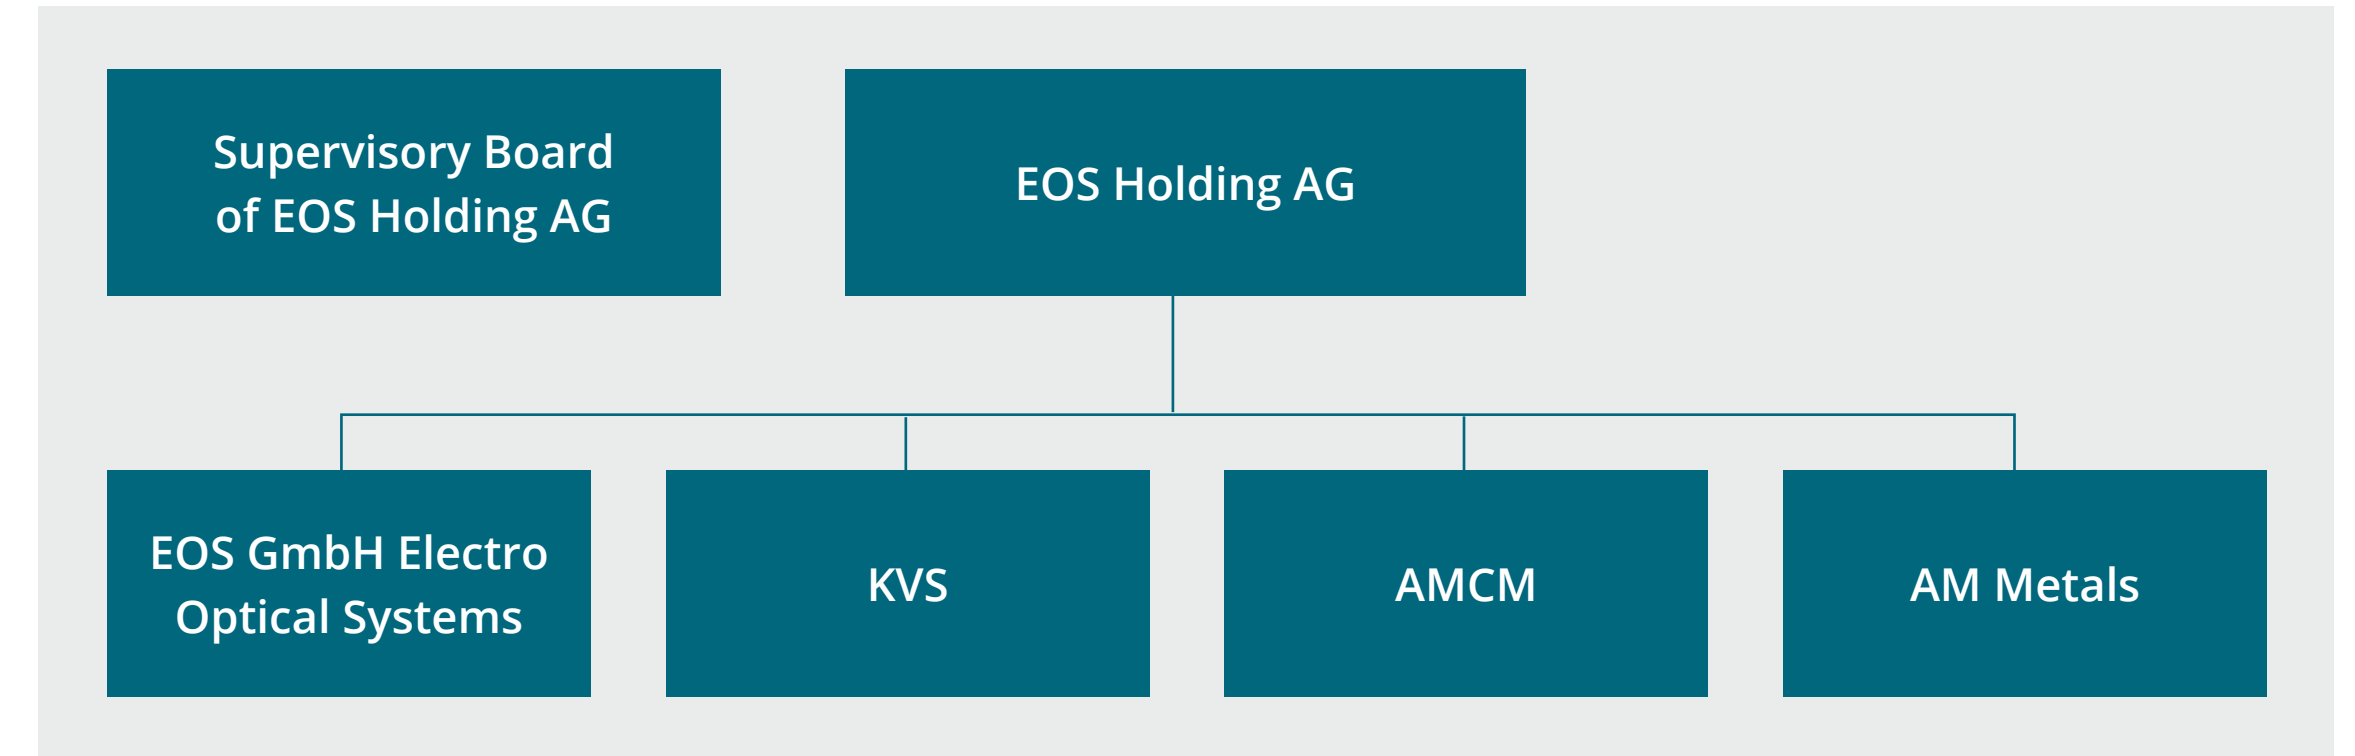 Supervisory Board
of EOS Holding AG
EOS Holding AG
EOS GmbH Electro
Optical Systems
KVS
AMCM
AM Metals